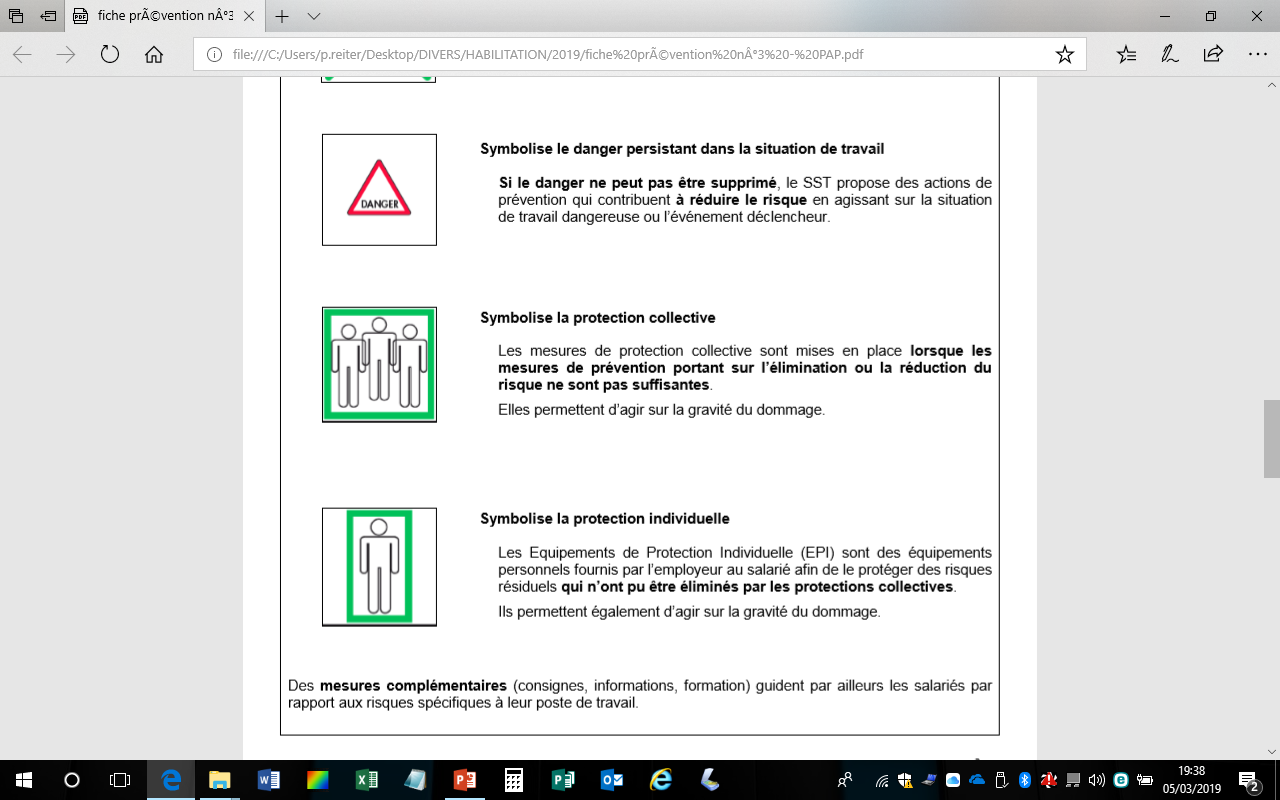 fiche prÃ©vention nÂ°3
file:///C:/Users/p.reiter/Desktop/DIVERS/HABILITATION/2019/fiche%20prÃ©vention%20nÂ°3%20-%20PAP.pdf
DANGER
Symbolise le danger persistant dans la situation de travail
Si le danger ne peut pas être supprimé, le SST propose des actions de
prévention qui contribuent à réduire le risque en agissant sur la situation
de travail dangereuse ou l’événement déclencheur.
Symbolise la protection collective
Les mesures de protection collective sont mises en place lorsque les
mesures de prévention portant sur l’élimination ou la réduction du
risque ne sont pas suffisantes.
Elles permettent d’agir sur la gravité du dommage.
Symbolise la protection individuelle
Les Equipements de Protection Individuelle (EPI) sont des équipements
personnels fournis par l’employeur au salarié afin de le protéger des risques
résiduels qui n’ont pu être éliminés par les protections collectives.
Ils permettent également d’agir sur la gravité du dommage.
Des mesures complémentaires (consignes, informations, formation) guident par ailleurs les salariés par
rapport aux risques spécifiques à leur poste de travail.
19:38
05/03/2019
2